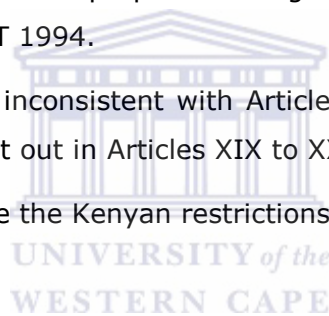 T 1994.
inconsistent with Article
t out in Articles XIX to X
e the Kenyan restrictions
UNIVERSITY of the
WESTERN CAPE